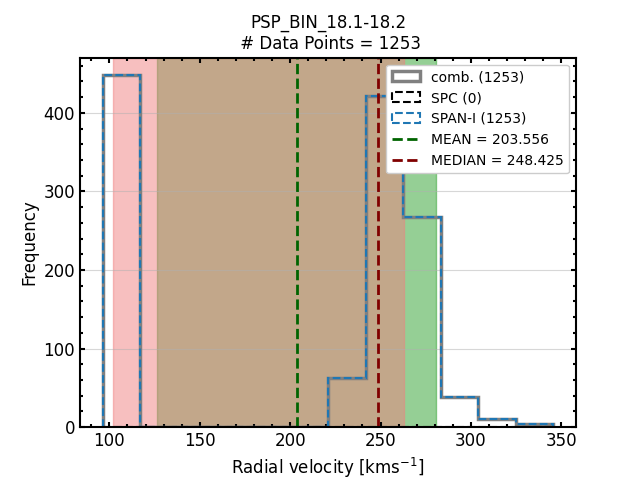 PSP_BIN_18.1-18.2
# Data Points = 1253
comb. (1253)
SPC (0)
SPAN-I (1253)
MEAN = 203.556
MEDIAN = 248.425
Frequency
400
300
200
100
0
100 150 200 250 300 350
Radial velocity [kms⁻¹]